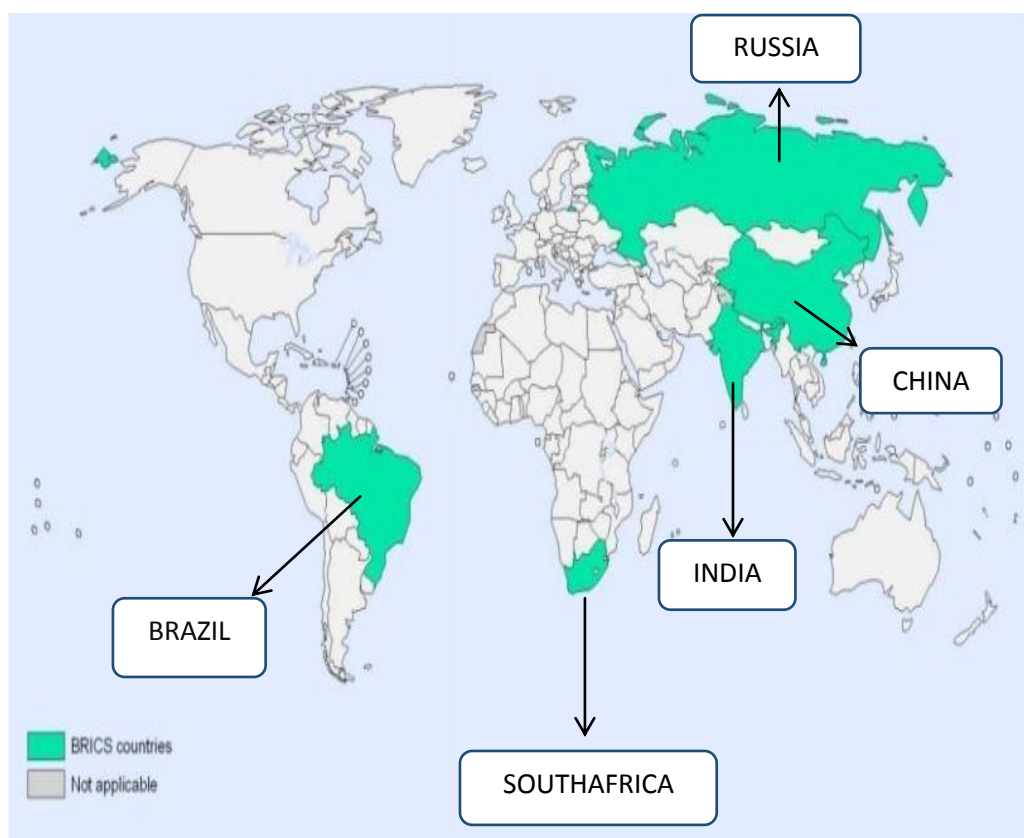 RUSSIA
CHINA
INDIA
BRAZIL
SOUTHAFRICA
BRICS countries
Not applicable